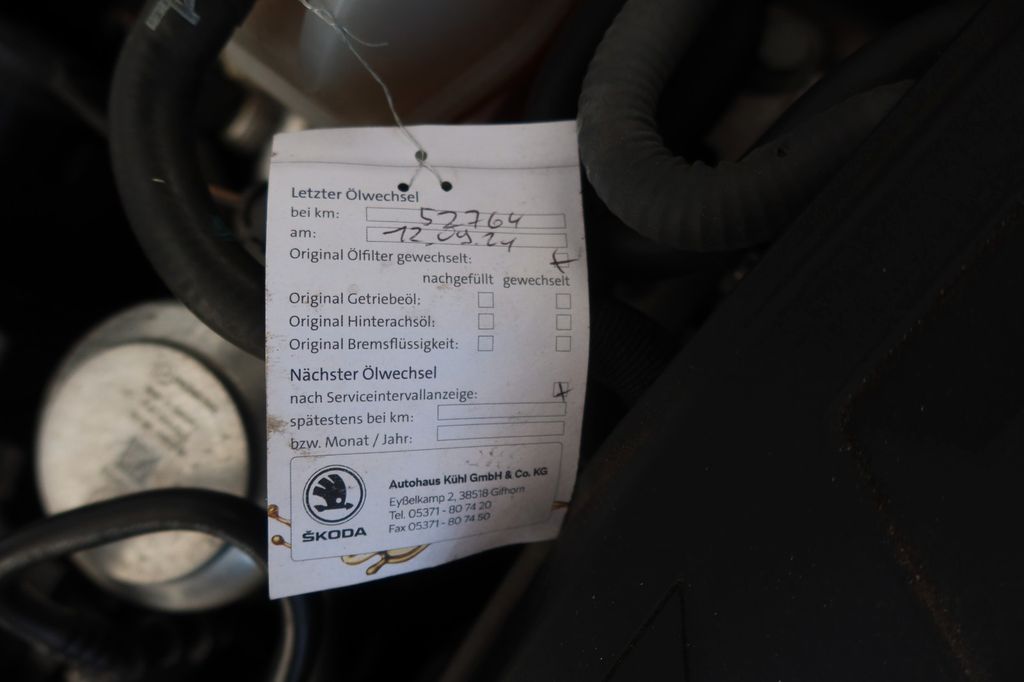 Letzter Ölwechsel
bei km: 52764
am: 12.09.21
Original Ölfilter gewechselt:
nachgefüllt gewechselt
Original Getriebeöl:
Original Hinterachsöl:
Original Bremsflüssigkeit:
Nächster Ölwechsel
nach Serviceintervallanzeige:
spätestens bei km:
bzw. Monat / Jahr:
Autohaus Kühl GmbH & Co. KG
Eyßelkamp 2, 38518 Gifhorn
Tel. 05371 - 80 74 20
Fax 05371 - 80 74 50
ŠKODA